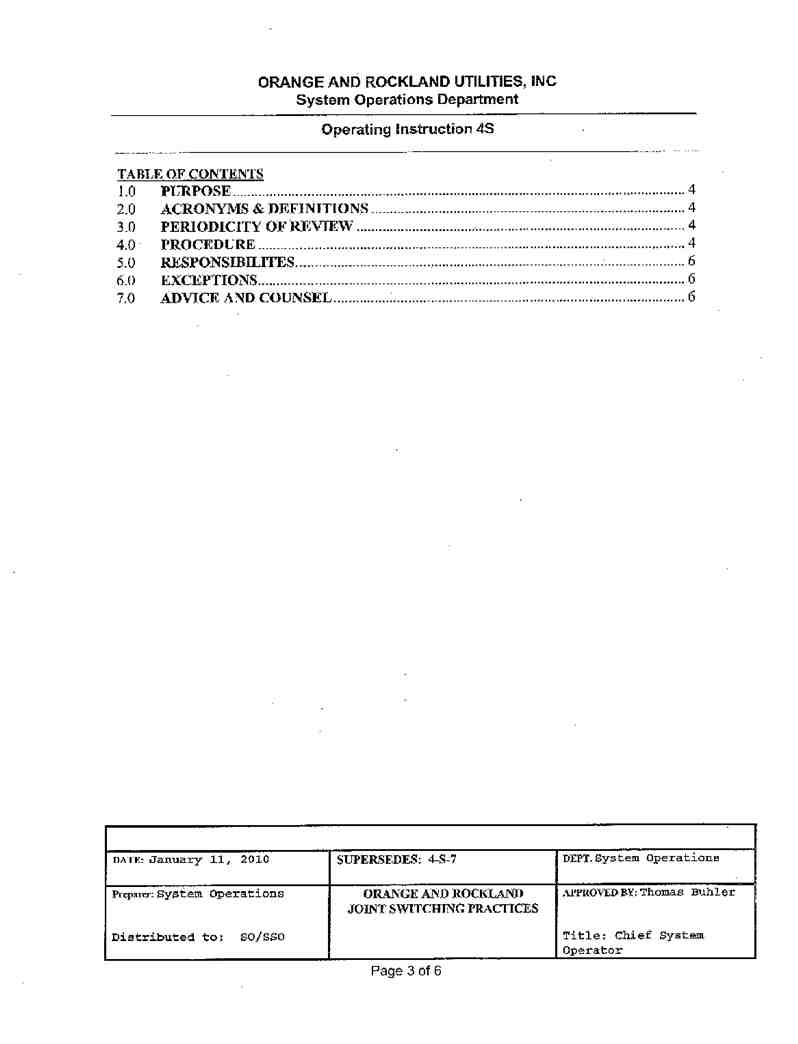 ORANGE AND ROCKLAND UTILITIES, INC
System Operations Department
Operating Instruction 4S
TABLE OF CONTENTS
1.0 PURPOSE 4
2.0 ACRONYMS & DEFINITIONS 4
3.0 PERIODICITY OF REVIEW 4
4.0 PROCEDURE 4
5.0 RESPONSIBILITES 6
6.0 EXCEPTIONS 6
7.0 ADVICE AND COUNSEL 6
DATE: January 11, 2010
SUPERSEDES: 4-S-7
DEPT. System Operations
Preparer: System Operations
Distributed to: SO/SSO
ORANGE AND ROCKLAND
JOINT SWITCHING PRACTICES
APPROVED BY: Thomas Buhler
Title: Chief System
Operator
Page 3 of 6